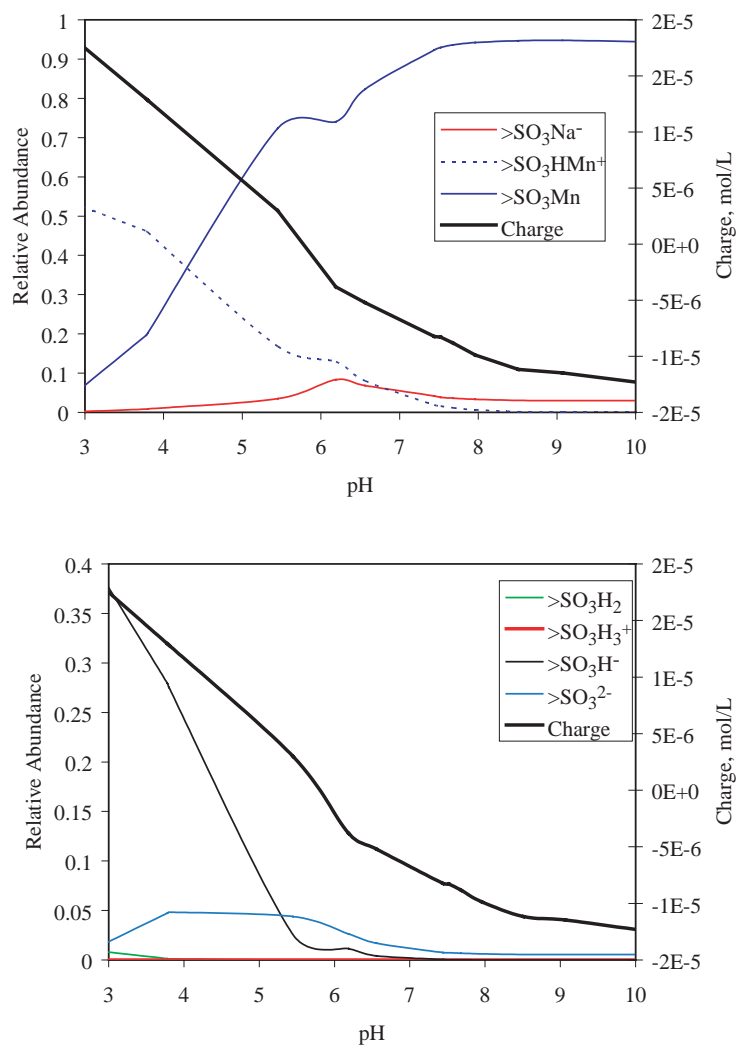 1
0.9
0.8
0.7
0.6
0.5
0.4
0.3
0.2
0.1
0
Relative Abundance
3 4 5 6 7 8 9 10
pH
2E-5
2E-5
1E-5
5E-6
0E+0
-5E-6
-1E-5
-2E-5
Charge, mol/L
>SO₃Na⁻
>SO₃HMn⁺
>SO₃Mn
Charge
0.4
0.35
0.3
0.25
0.2
0.15
0.1
0.05
0
Relative Abundance
3 4 5 6 7 8 9 10
pH
2E-5
2E-5
1E-5
5E-6
0E+0
-5E-6
-1E-5
-2E-5
Charge, mol/L
>SO₃H₂
>SO₃H₃⁺
>SO₃H⁻
>SO₃²⁻
Charge